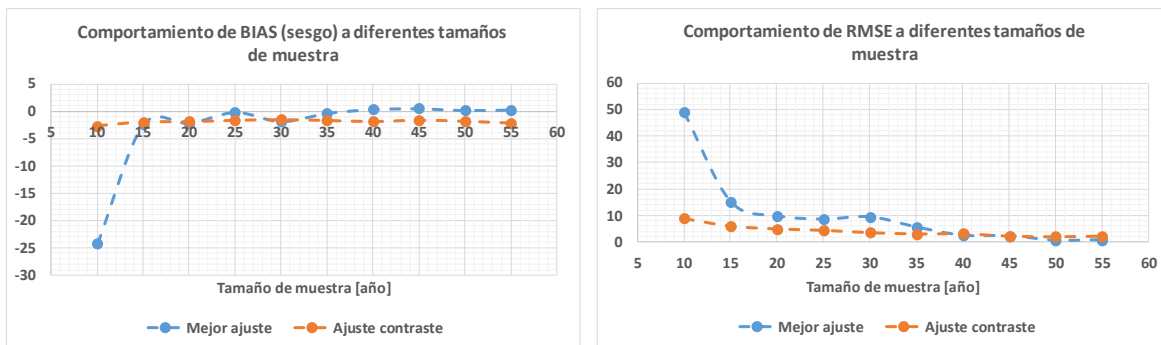 Comportamiento de BIAS (sesgo) a diferentes tamaños
de muestra
5
0
-5
-10
-15
-20
-25
-30
5 10 15 20 25 30 35 40 45 50 55 60
Tamaño de muestra [año]
Mejor ajuste Ajuste contraste
Comportamiento de RMSE a diferentes tamaños de
muestra
60
50
40
30
20
10
0
5 10 15 20 25 30 35 40 45 50 55 60
Tamaño de muestra [año]
Mejor ajuste Ajuste contraste